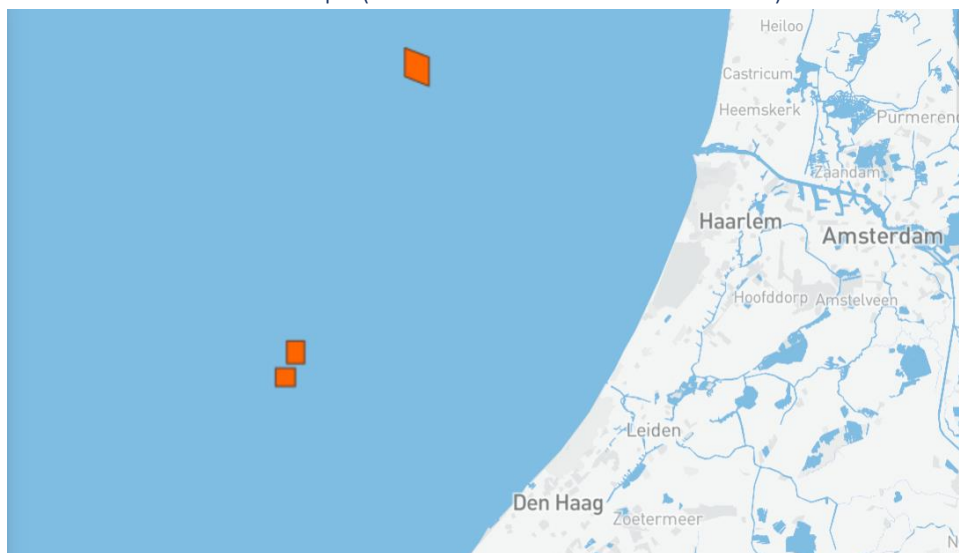 Heiloo
Castricum
Heemskerk
Purmerend
Zaandam
Haarlem
Amsterdam
Hoofddorp
Amstelveen
Leiden
Den Haag
Zoetermeer